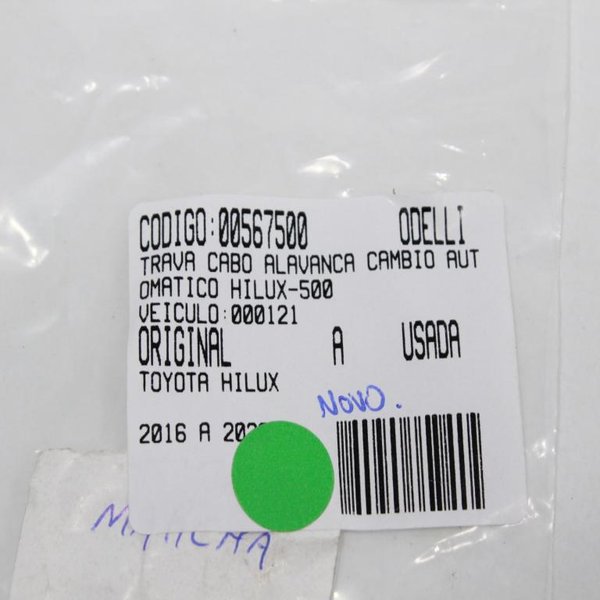 CODIGO:00567500 ODELLI
TRAVA CABO ALAVANCA CAMBIO AUT
OMATICO HILUX-500
VEICULO:000121
ORIGINAL A USADA
TOYOTA HILUX
NOVO.
2016 A